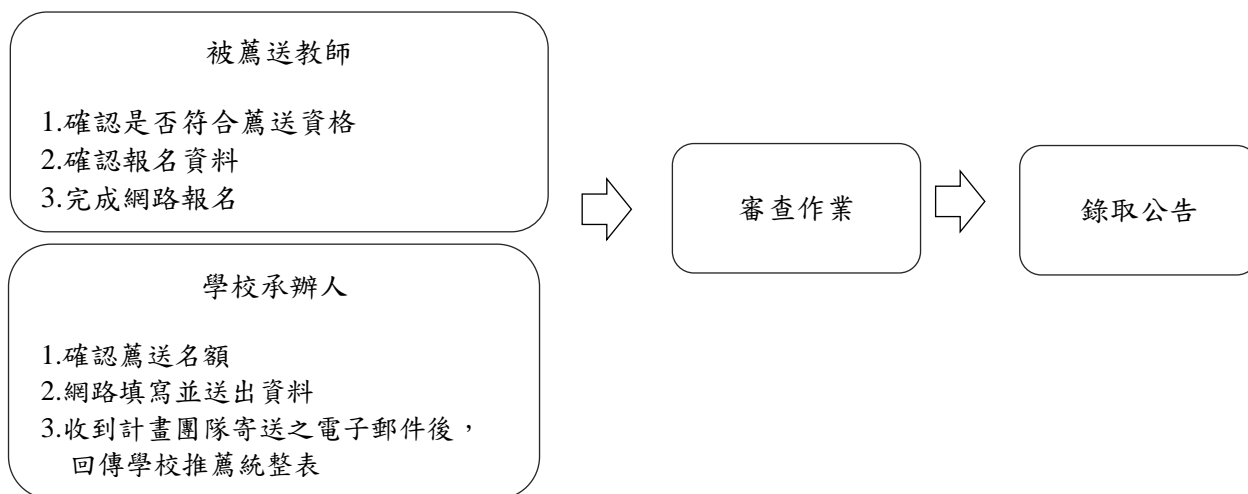 被薦送教師
1.確認是否符合薦送資格
2.確認報名資料
3.完成網路報名
學校承辦人
1.確認薦送名額
2.網路填寫並送出資料
3.收到計畫團隊寄送之電子郵件後，
回傳學校推薦統整表
審查作業
錄取公告